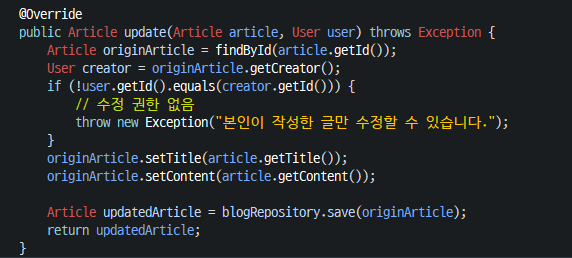 @Override
public Article update(Article article, User user) throws Exception {
    Article originArticle = findById(article.getId());
    User creator = originArticle.getCreator();
    if (!user.getId().equals(creator.getId())) {
        // 수정 권한 없음
        throw new Exception("본인이 작성한 글만 수정할 수 있습니다.");
    }
    originArticle.setTitle(article.getTitle());
    originArticle.setContent(article.getContent());

    Article updatedArticle = blogRepository.save(originArticle);
    return updatedArticle;
}